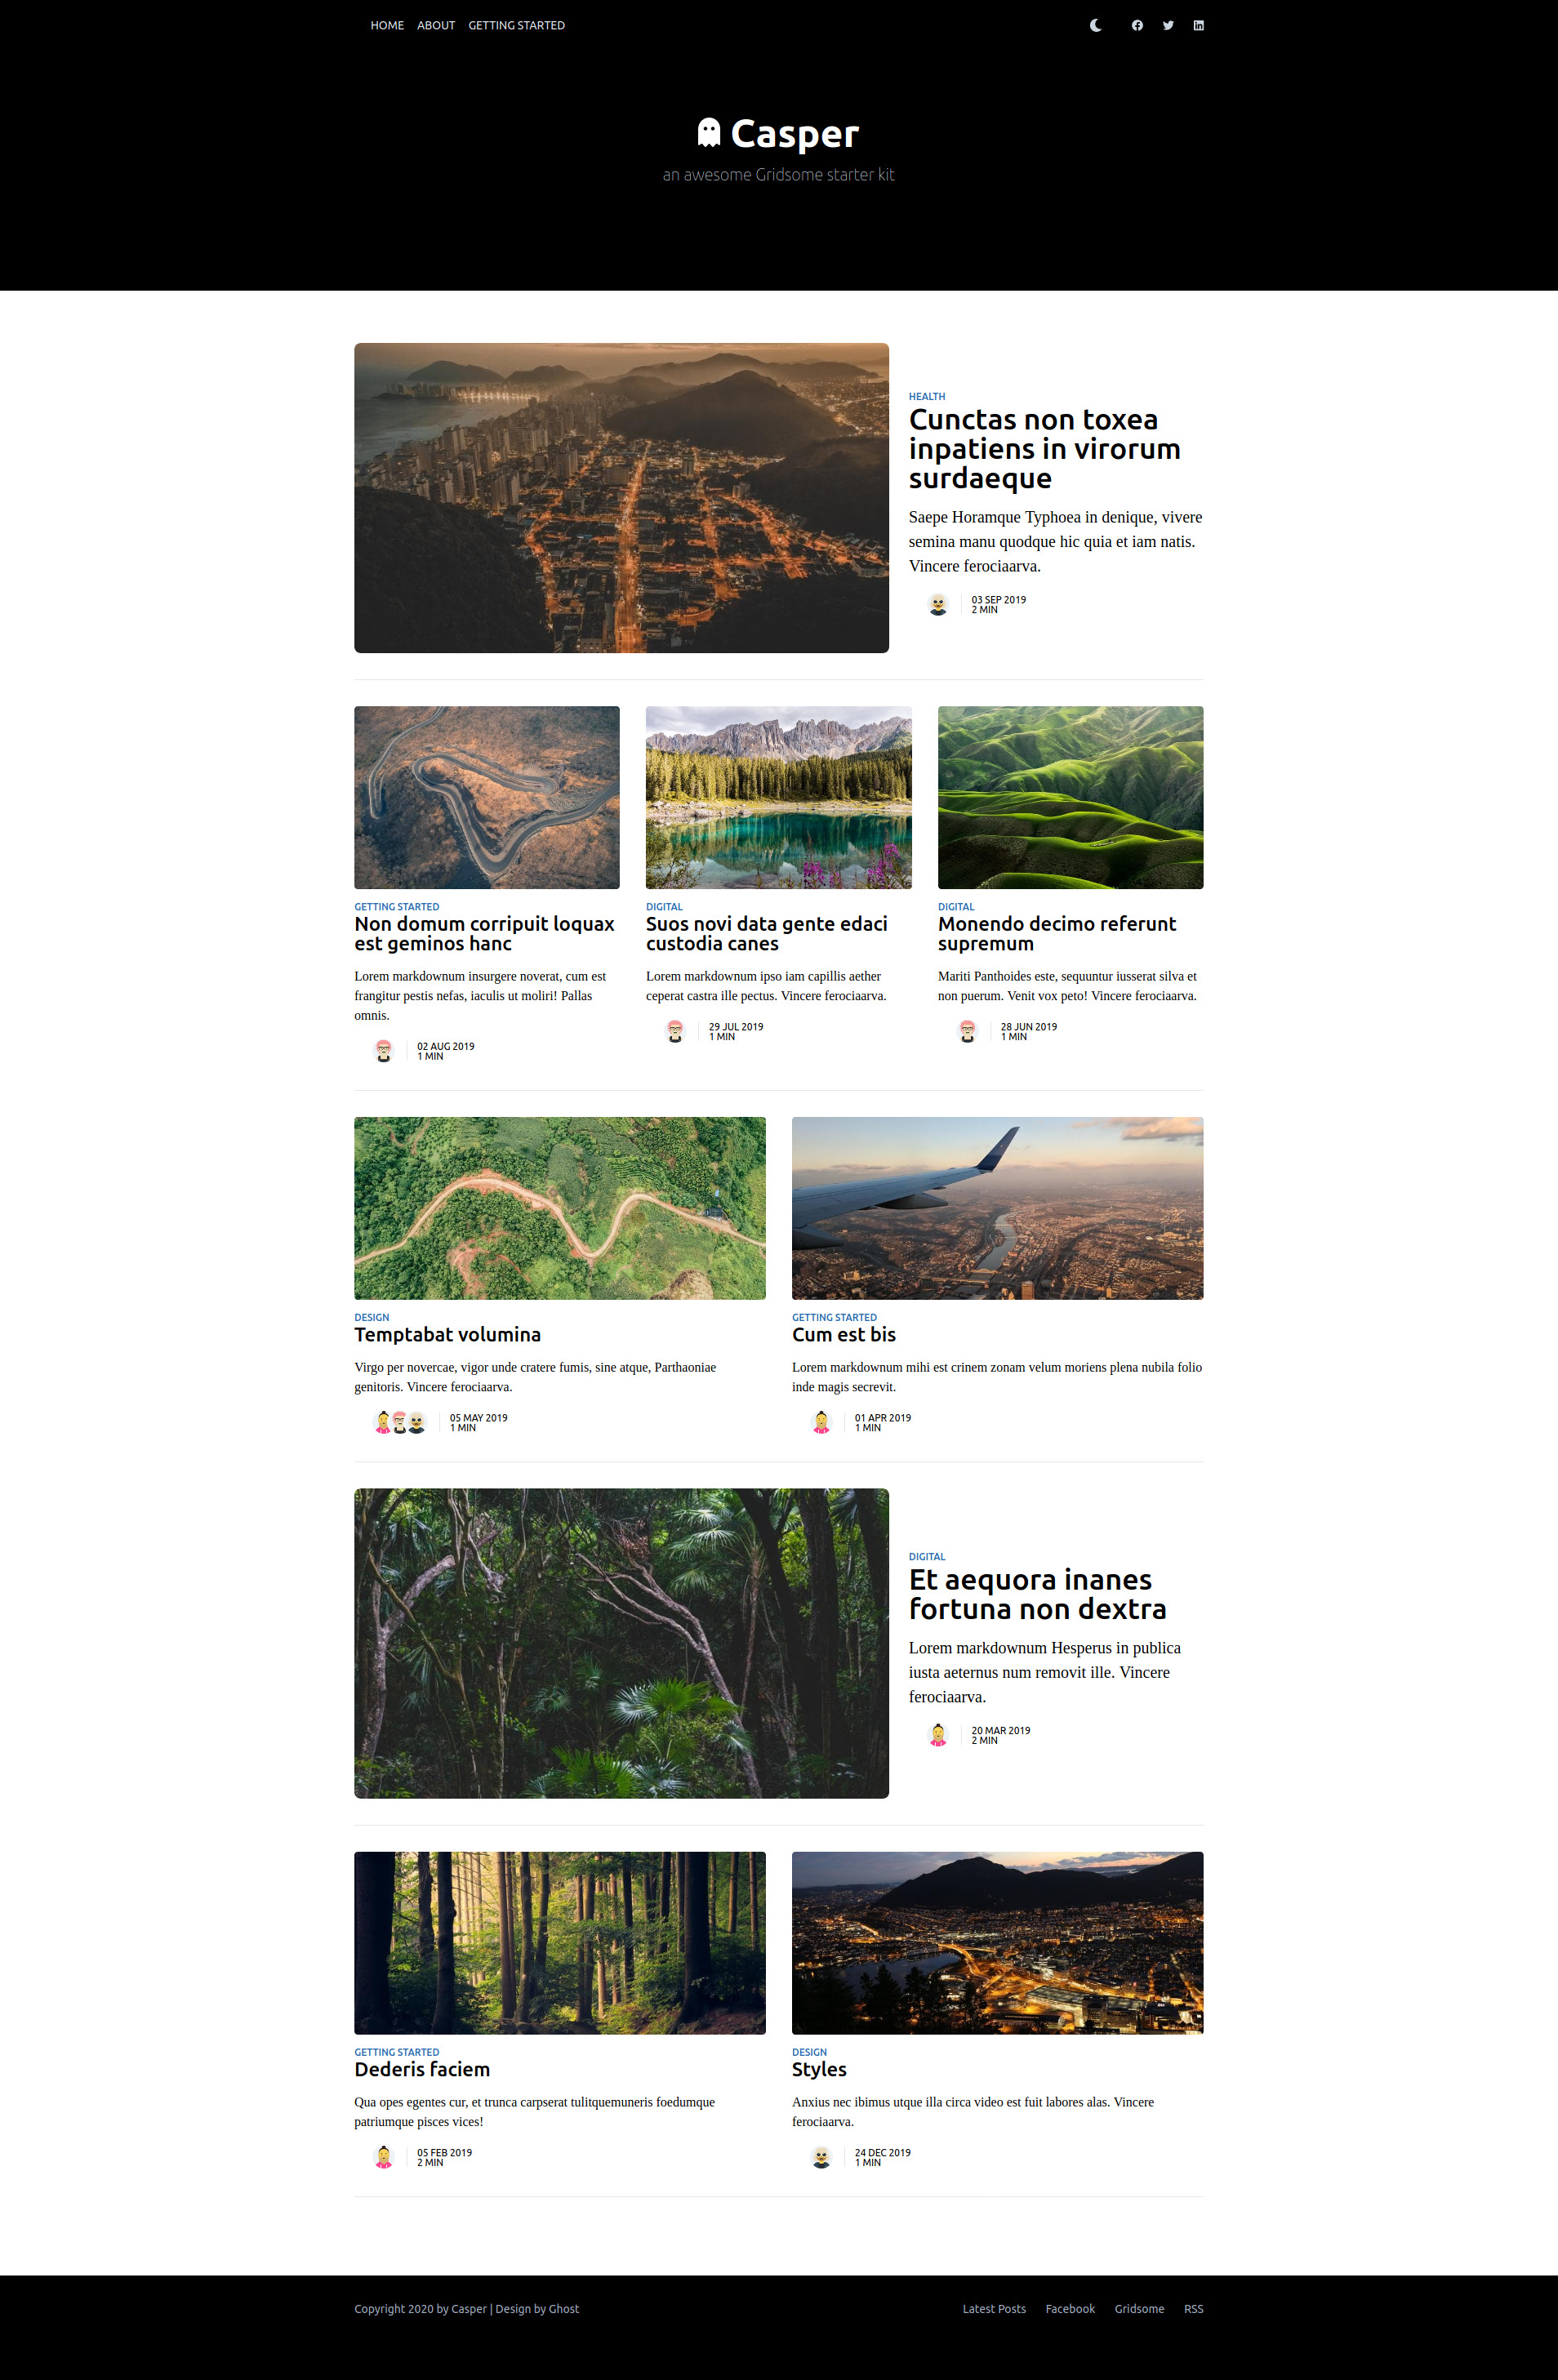 HOME ABOUT GETTING STARTED
Casper
an awesome Gridsome starter kit
HEALTH
Cunctas non toxea
inpatiens in virorum
surdaeque
Saepe Horamque Typhoea in denique, vivere
semina manu quodque hic quia et iam natis.
Vincere ferociaarva.
03 SEP 2019
2 MIN
GETTING STARTED
Non domum corripuit loquax
est geminos hanc
Lorem markdownum insurgere noverat, cum est
frangitur pestis nefas, iaculis ut moliri! Pallas
omnis.
02 AUG 2019
1 MIN
DIGITAL
Suos novi data gente edaci
custodia canes
Lorem markdownum ipso iam capillis aether
ceperat castra ille pectus. Vincere ferociaarva.
29 JUL 2019
1 MIN
DIGITAL
Monendo decimo referunt
supremum
Mariti Panthoides este, sequuntur iusserat silva et
non puerum. Venit vox peto! Vincere ferociaarva.
28 JUN 2019
1 MIN
DESIGN
Temptabat volumina
Virgo per novercae, vigor unde cratere fumis, sine atque, Parthaoniae
genitoris. Vincere ferociaarva.
05 MAY 2019
1 MIN
GETTING STARTED
Cum est bis
Lorem markdownum mihi est crinem zonam velum moriens plena nubila folio
inde magis secrevit.
01 APR 2019
1 MIN
DIGITAL
Et aequora inanes
fortuna non dextra
Lorem markdownum Hesperus in publica
iusta aeternus num removit ille. Vincere
ferociaarva.
20 MAR 2019
2 MIN
GETTING STARTED
Dederis faciem
Qua opes egentes cur, et trunca carpserat tulitquemuneris foedumque
patriumque pisces vices!
05 FEB 2019
2 MIN
DESIGN
Styles
Anxius nec ibimus utque illa circa video est fuit labores alas. Vincere
ferociaarva.
24 DEC 2019
1 MIN
Copyright 2020 by Casper | Design by Ghost
Latest Posts Facebook Gridsome RSS